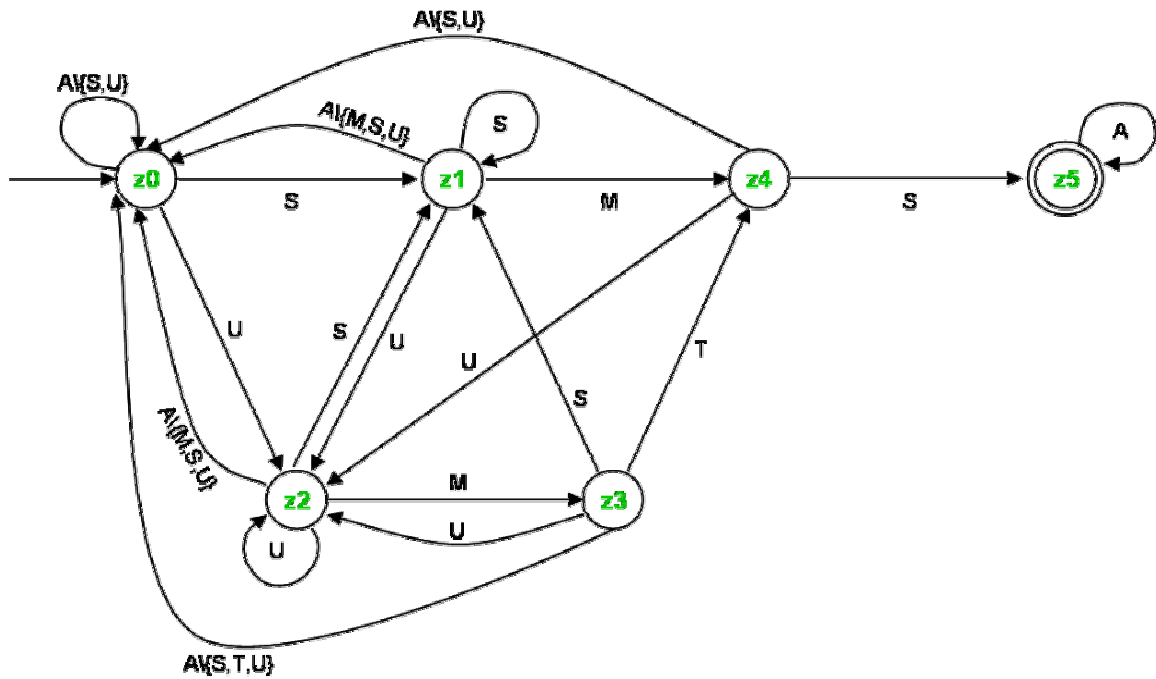 A\{S,U}
A\{S,U}
A\{M,S,U}
S
A
z0
z1
z4
z5
S
M
S
U
S
U
U
T
S
A\{M,S,U}
M
z2
z3
U
U
A\{S,T,U}